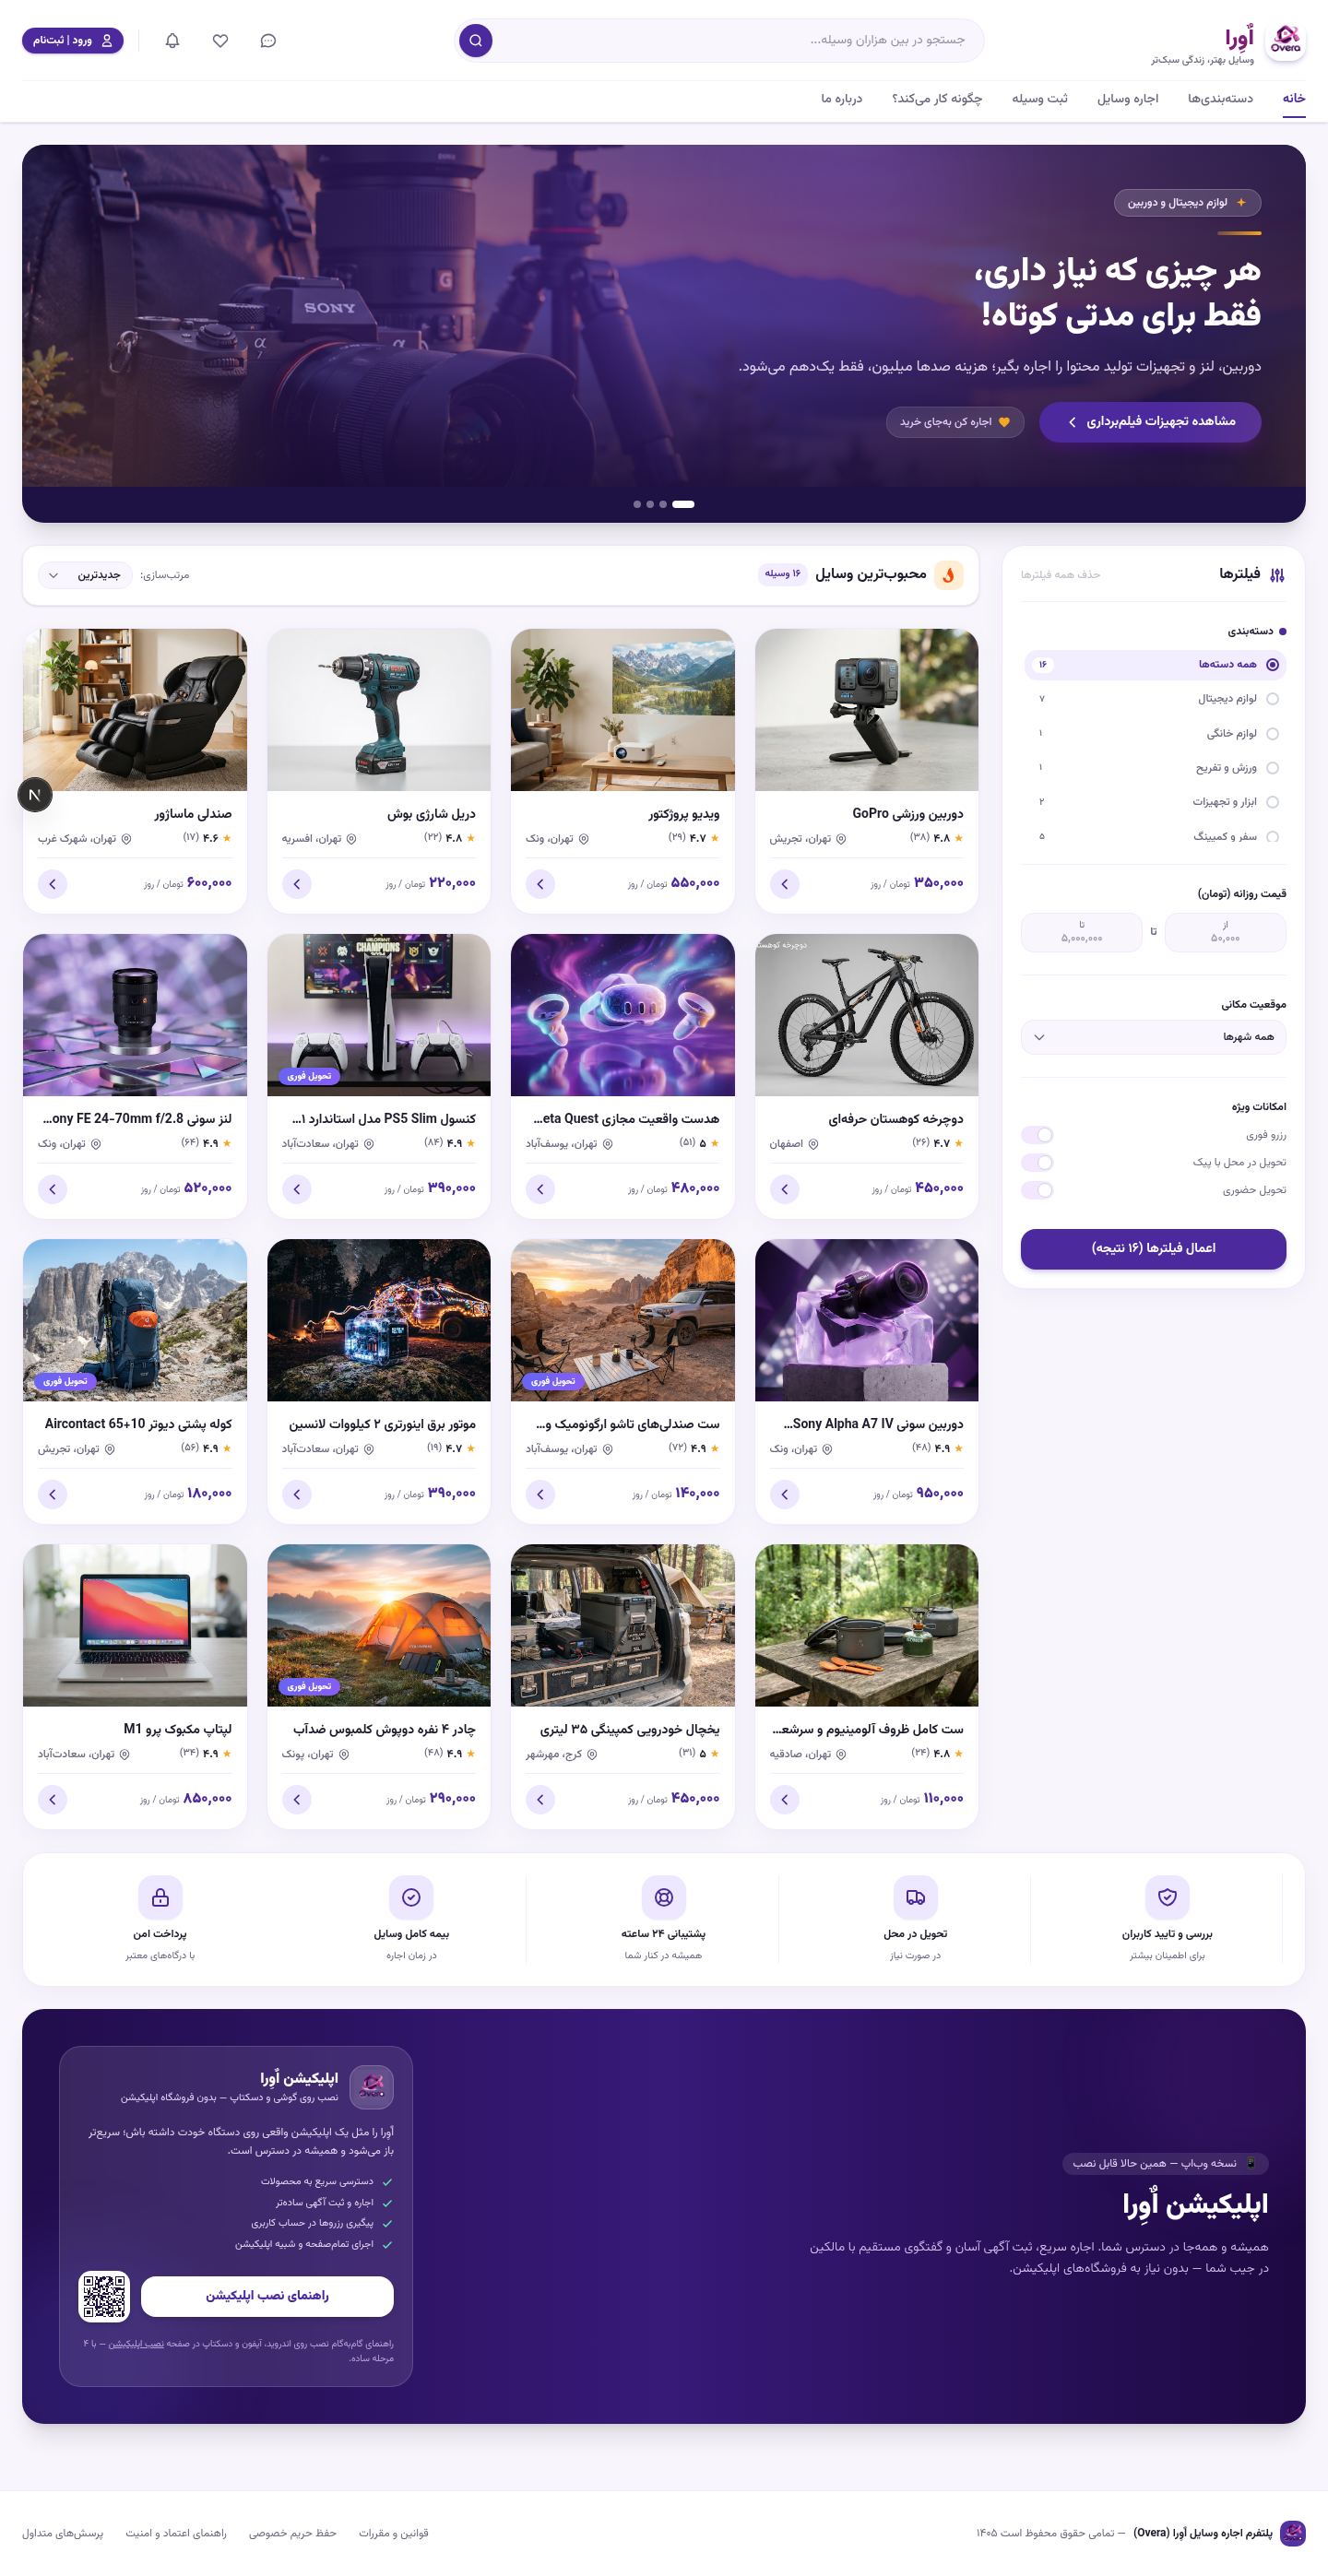 اُوِرا
وسایل بهتر، زندگی سبک‌تر
Overa
جستجو در بین هزاران وسیله...
ورود | ثبت‌نام
خانه
دسته‌بندی‌ها
اجاره وسایل
ثبت وسیله
چگونه کار می‌کند؟
درباره ما
لوازم دیجیتال و دوربین
هر چیزی که نیاز داری،
فقط برای مدتی کوتاه!
دوربین، لنز و تجهیزات تولید محتوا را اجاره بگیر؛ هزینه صدها میلیون، فقط یک‌دهم می‌شود.
مشاهده تجهیزات فیلم‌برداری
اجاره کن به‌جای خرید
SONY
α
G
فیلترها
حذف همه فیلترها
دسته‌بندی
همه دسته‌ها ۱۶
لوازم دیجیتال ۷
لوازم خانگی ۱
ورزش و تفریح ۱
ابزار و تجهیزات ۲
سفر و کمپینگ ۵
قیمت روزانه (تومان)
از
۵۰,۰۰۰
تا
تا
۵,۰۰۰,۰۰۰
موقعیت مکانی
همه شهرها
امکانات ویژه
رزرو فوری
تحویل در محل با پیک
تحویل حضوری
اعمال فیلترها (۱۶ نتیجه)
محبوب‌ترین وسایل
۱۶ وسیله
مرتب‌سازی:
جدیدترین
دوربین ورزشی GoPro
۴.۸ (۳۸) تهران، تجریش
۳۵۰,۰۰۰ تومان / روز
ویدیو پروژکتور
۴.۷ (۲۹) تهران، ونک
۵۵۰,۰۰۰ تومان / روز
BOSCH
دریل شارژی بوش
۴.۸ (۲۲) تهران، افسریه
۲۲۰,۰۰۰ تومان / روز
صندلی ماساژور
۴.۶ (۱۷) تهران، شهرک غرب
۶۰۰,۰۰۰ تومان / روز
N
دوچرخه کوهستا
دوچرخه کوهستان حرفه‌ای
۴.۷ (۲۶) اصفهان
۴۵۰,۰۰۰ تومان / روز
هدست واقعیت مجازی eta Quest...
۵ (۵۱) تهران، یوسف‌آباد
۴۸۰,۰۰۰ تومان / روز
CHAMPIONS
تحویل فوری
کنسول PS5 Slim مدل استاندارد ۱...
۴.۹ (۸۴) تهران، سعادت‌آباد
۳۹۰,۰۰۰ تومان / روز
لنز سونی ony FE 24-70mm f/2.8...
۴.۹ (۶۴) تهران، ونک
۵۲۰,۰۰۰ تومان / روز
دوربین سونی Sony Alpha A7 IV...
۴.۹ (۴۸) تهران، ونک
۹۵۰,۰۰۰ تومان / روز
تحویل فوری
ست صندلی‌های تاشو ارگونومیک و...
۴.۹ (۷۲) تهران، یوسف‌آباد
۱۴۰,۰۰۰ تومان / روز
موتور برق اینورتری ۲ کیلووات لانسین
۴.۷ (۱۹) تهران، سعادت‌آباد
۳۹۰,۰۰۰ تومان / روز
تحویل فوری
کوله پشتی دیوتر Aircontact 65+10
۴.۹ (۵۶) تهران، تجریش
۱۸۰,۰۰۰ تومان / روز
ست کامل ظروف آلومینیوم و سرشع...
۴.۸ (۲۴) تهران، صادقیه
۱۱۰,۰۰۰ تومان / روز
یخچال خودرویی کمپینگی ۳۵ لیتری
۵ (۳۱) کرج، مهرشهر
۴۵۰,۰۰۰ تومان / روز
تحویل فوری
چادر ۴ نفره دوپوش کلمبوس ضدآب
۴.۹ (۴۸) تهران، پونک
۲۹۰,۰۰۰ تومان / روز
لپتاپ مکبوک پرو M1
۴.۹ (۳۴) تهران، سعادت‌آباد
۸۵۰,۰۰۰ تومان / روز
بررسی و تایید کاربران
برای اطمینان بیشتر
تحویل در محل
در صورت نیاز
پشتیبانی ۲۴ ساعته
همیشه در کنار شما
بیمه کامل وسایل
در زمان اجاره
پرداخت امن
با درگاه‌های معتبر
نسخه وب‌اپ — همین حالا قابل نصب
اپلیکیشن اُوِرا
همیشه و همه‌جا در دسترس شما. اجاره سریع، ثبت آگهی آسان و گفتگوی مستقیم با مالکین
در جیب شما — بدون نیاز به فروشگاه‌های اپلیکیشن.
Overa
اپلیکیشن اُوِرا
نصب روی گوشی و دسکتاپ — بدون فروشگاه اپلیکیشن
اُوِرا را مثل یک اپلیکیشن واقعی روی دستگاه خودت داشته باش؛ سریع‌تر
باز می‌شود و همیشه در دسترس است.
دسترسی سریع به محصولات
اجاره و ثبت آگهی ساده‌تر
پیگیری رزروها در حساب کاربری
اجرای تمام‌صفحه و شبیه اپلیکیشن
راهنمای نصب اپلیکیشن
راهنمای گام‌به‌گام نصب روی اندروید، آیفون و دسکتاپ در صفحه نصب اپلیکیشن — با ۴
مرحله ساده.
پلتفرم اجاره وسایل اُوِرا (Overa) — تمامی حقوق محفوظ است ۱۴۰۵
قوانین و مقررات
حفظ حریم خصوصی
راهنمای اعتماد و امنیت
پرسش‌های متداول